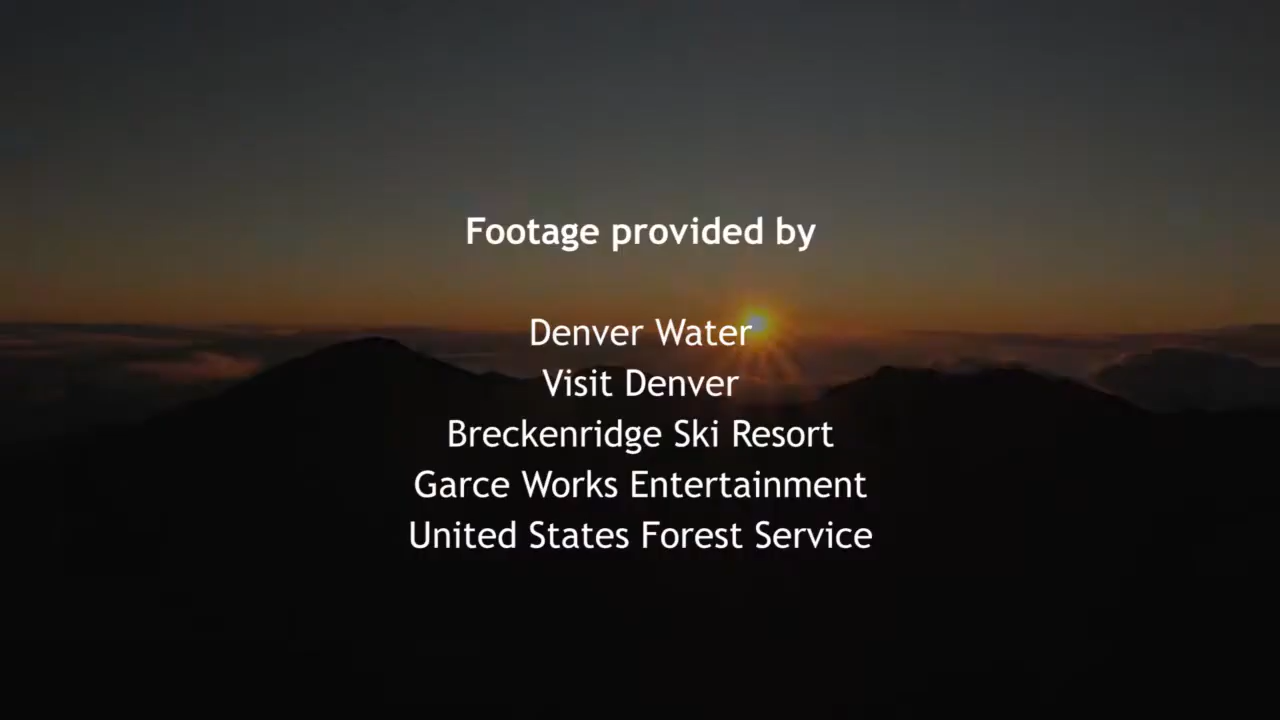 Footage provided by
Denver Water
Visit Denver
Breckenridge Ski Resort
Garce Works Entertainment
United States Forest Service